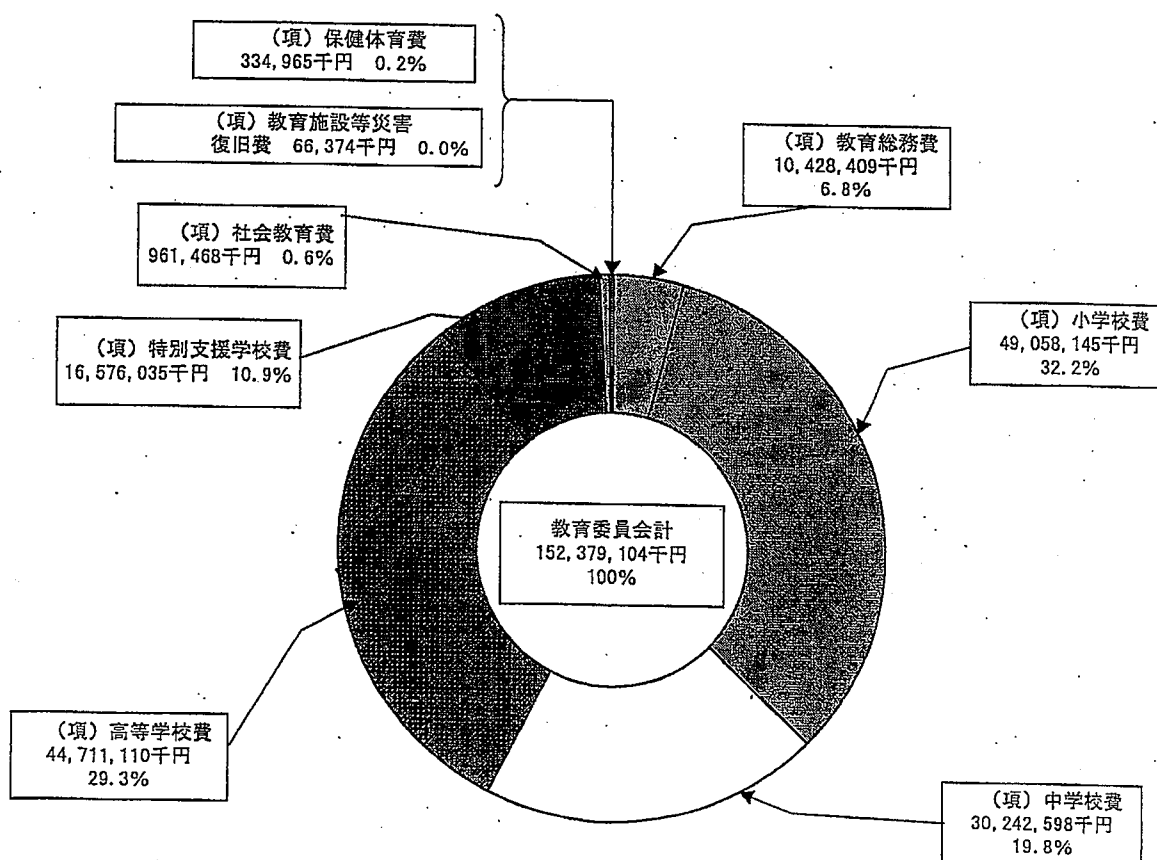 （項）保健体育費
334,965千円 0.2%
（項）教育施設等災害
復旧費 66,374千円 0.0%
（項）教育総務費
10,428,409千円
6.8%
（項）社会教育費
961,468千円 0.6%
（項）小学校費
49,058,145千円
32.2%
（項）特別支援学校費
16,576,035千円 10.9%
教育委員会計
152,379,104千円
100%
（項）高等学校費
44,711,110千円
29.3%
（項）中学校費
30,242,598千円
19.8%